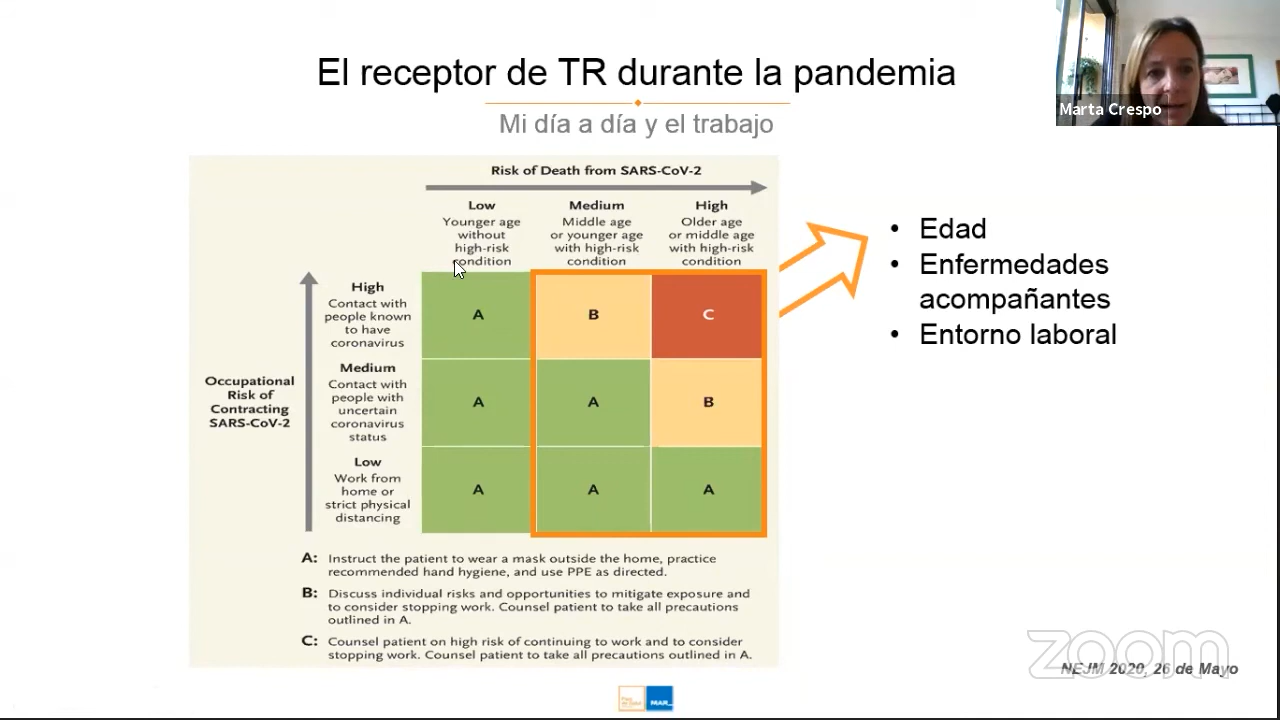 El receptor de TR durante la pandemia
Mi día a día y el trabajo
Marta Crespo
Risk of Death from SARS-CoV-2
Low
Younger age
without
high-risk
condition
Medium
Middle age
or younger age
with high-risk
condition
High
Older age
or middle age
with high-risk
condition
Occupational
Risk of
Contracting
SARS-CoV-2
High
Contact with
people known
to have
coronavirus
A
B
C
Medium
Contact with
people with
uncertain
coronavirus
status
A
A
B
Low
Work from
home or
strict physical
distancing
A
A
A
A: Instruct the patient to wear a mask outside the home, practice
recommended hand hygiene, and use PPE as directed.
B: Discuss individual risks and opportunities to mitigate exposure and
to consider stopping work. Counsel patient to take all precautions
outlined in A.
C: Counsel patient on high risk of continuing to work and to consider
stopping work. Counsel patient to take all precautions outlined in A.
• Edad
• Enfermedades
acompañantes
• Entorno laboral
zoom
NEJM 2020, 26 de Mayo
MAR